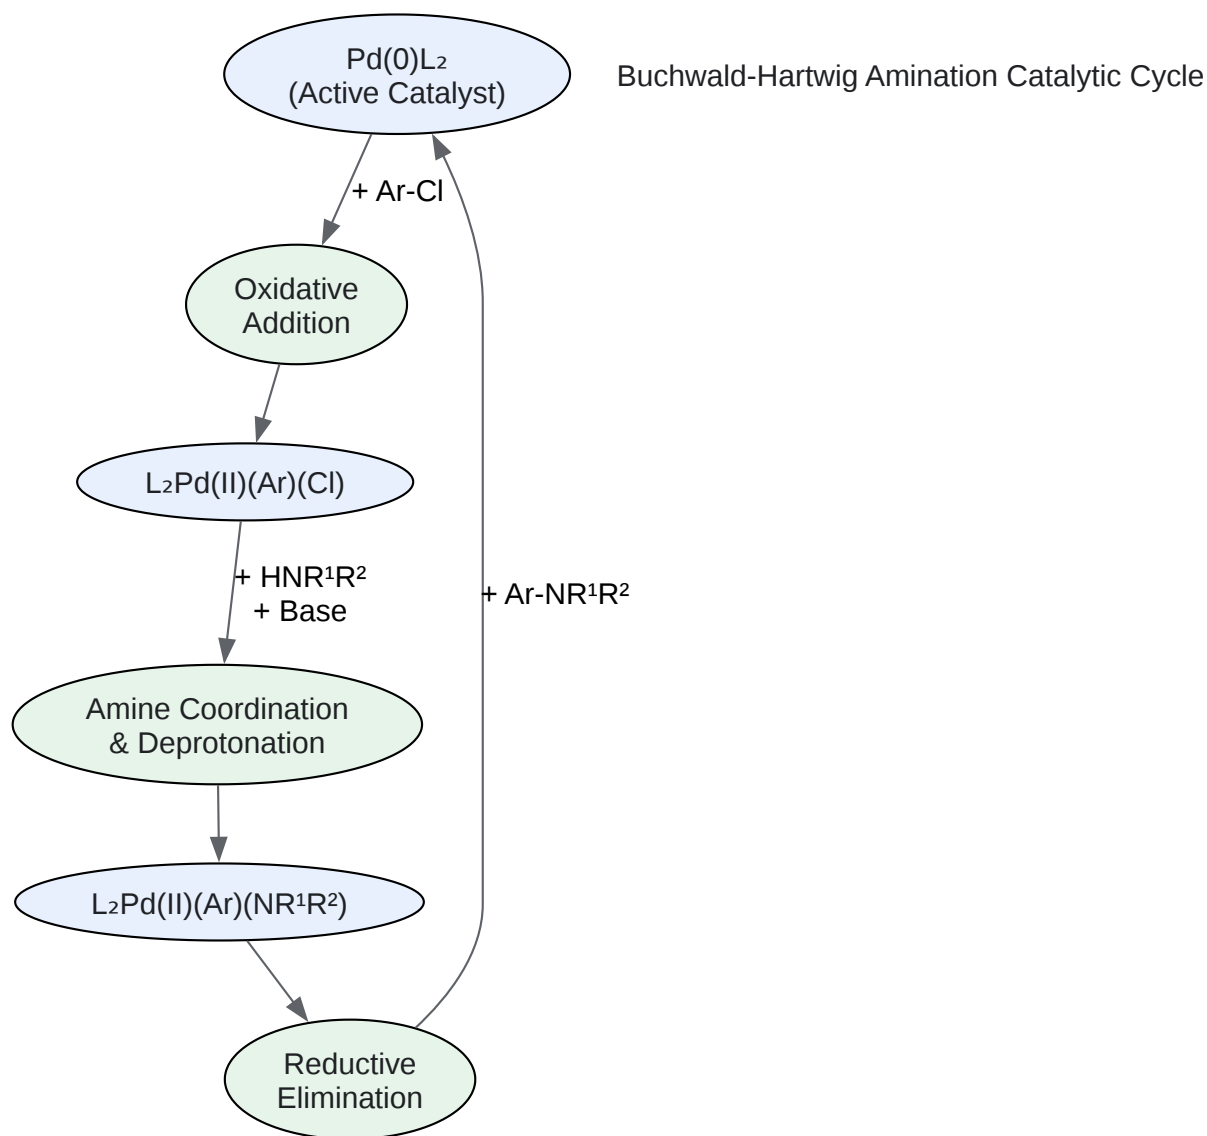 Pd(0)L₂
(Active Catalyst)
Buchwald-Hartwig Amination Catalytic Cycle
+ Ar-Cl
Oxidative
Addition
L₂Pd(II)(Ar)(Cl)
+ HNR¹R²
+ Base
+ Ar-NR¹R²
Amine Coordination
& Deprotonation
L₂Pd(II)(Ar)(NR¹R²)
Reductive
Elimination